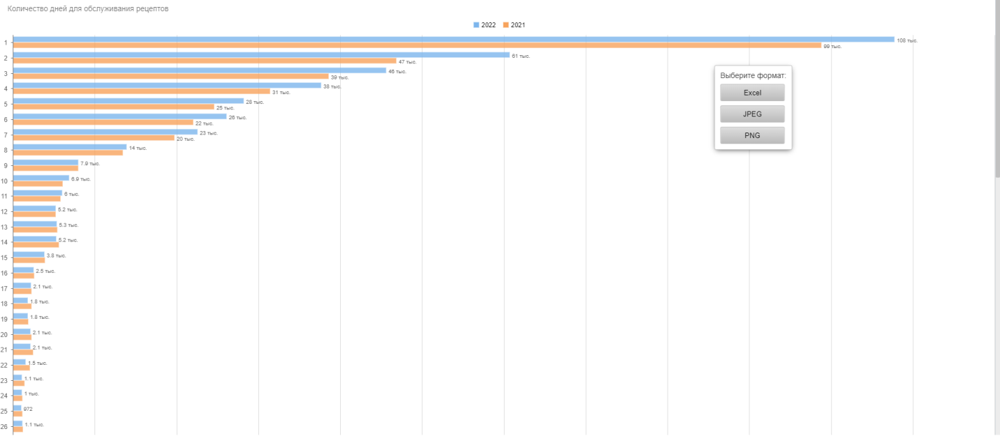 Количество дней для обслуживания рецептов
2022 2021
1 108 тыс.
99 тыс.
2 61 тыс.
47 тыс.
3 46 тыс.
39 тыс.
4 38 тыс.
31 тыс.
5 28 тыс.
25 тыс.
6 26 тыс.
22 тыс.
7 23 тыс.
20 тыс.
8 14 тыс.
9 7.9 тыс.
10 6.9 тыс.
11 6 тыс.
12 5.2 тыс.
13 5.3 тыс.
14 5.2 тыс.
15 3.8 тыс.
16 2.5 тыс.
17 2.1 тыс.
18 1.8 тыс.
19 1.8 тыс.
20 2.1 тыс.
21 2.1 тыс.
22 1.5 тыс.
23 1.1 тыс.
24 1 тыс.
25 972
26 1.1 тыс.
Выберите формат:
Excel
JPEG
PNG